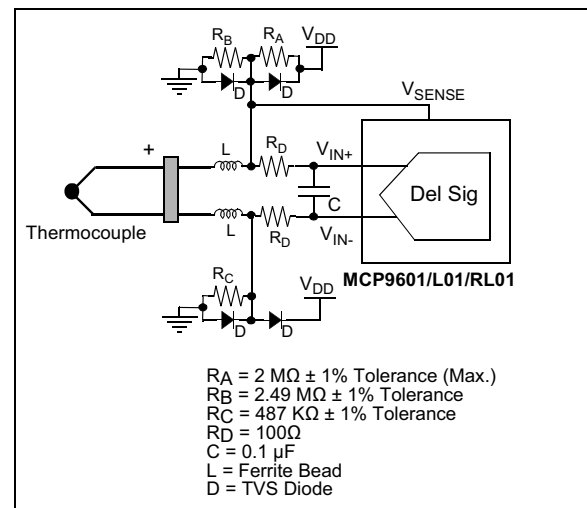 R_B R_A V_DD
D D
V_SENSE
+ L R_D V_IN+
C Del Sig
Thermocouple L R_D V_IN-
MCP9601/L01/RL01
R_C V_DD
D D
R_A = 2 MΩ ± 1% Tolerance (Max.)
R_B = 2.49 MΩ ± 1% Tolerance
R_C = 487 KΩ ± 1% Tolerance
R_D = 100Ω
C = 0.1 µF
L = Ferrite Bead
D = TVS Diode